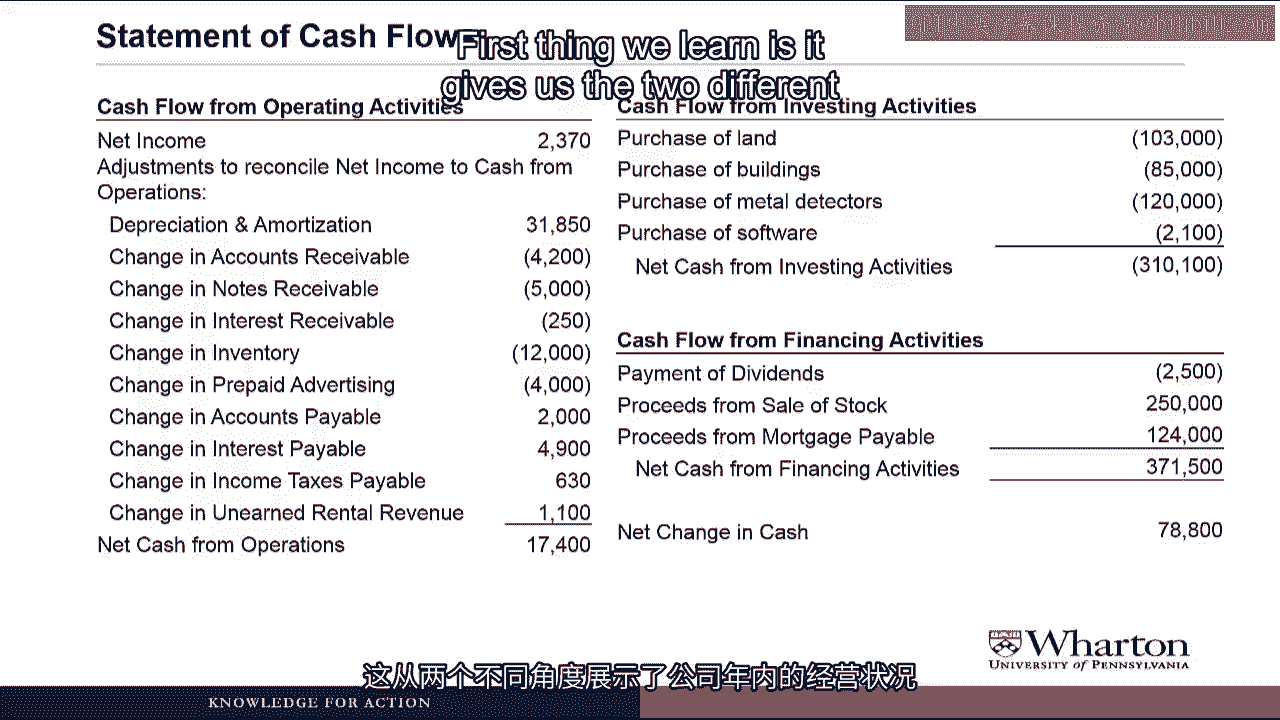 Statement of Cash Flow
First thing we learn is it
gives us the two different
Cash Flow from Operating Activities
Net Income 2,370
Adjustments to reconcile Net Income to Cash from
Operations:
Depreciation & Amortization 31,850
Change in Accounts Receivable (4,200)
Change in Notes Receivable (5,000)
Change in Interest Receivable (250)
Change in Inventory (12,000)
Change in Prepaid Advertising (4,000)
Change in Accounts Payable 2,000
Change in Interest Payable 4,900
Change in Income Taxes Payable 630
Change in Unearned Rental Revenue 1,100
Net Cash from Operations 17,400
Cash Flow from Investing Activities
Purchase of land (103,000)
Purchase of buildings (85,000)
Purchase of metal detectors (120,000)
Purchase of software (2,100)
Net Cash from Investing Activities (310,100)
Cash Flow from Financing Activities
Payment of Dividends (2,500)
Proceeds from Sale of Stock 250,000
Proceeds from Mortgage Payable 124,000
Net Cash from Financing Activities 371,500
Net Change in Cash 78,800
Wharton
UNIVERSITY of PENNSYLVANIA
这从两个不同角度展示了公司年内的经营状况
KNOWLEDGE FOR ACTION